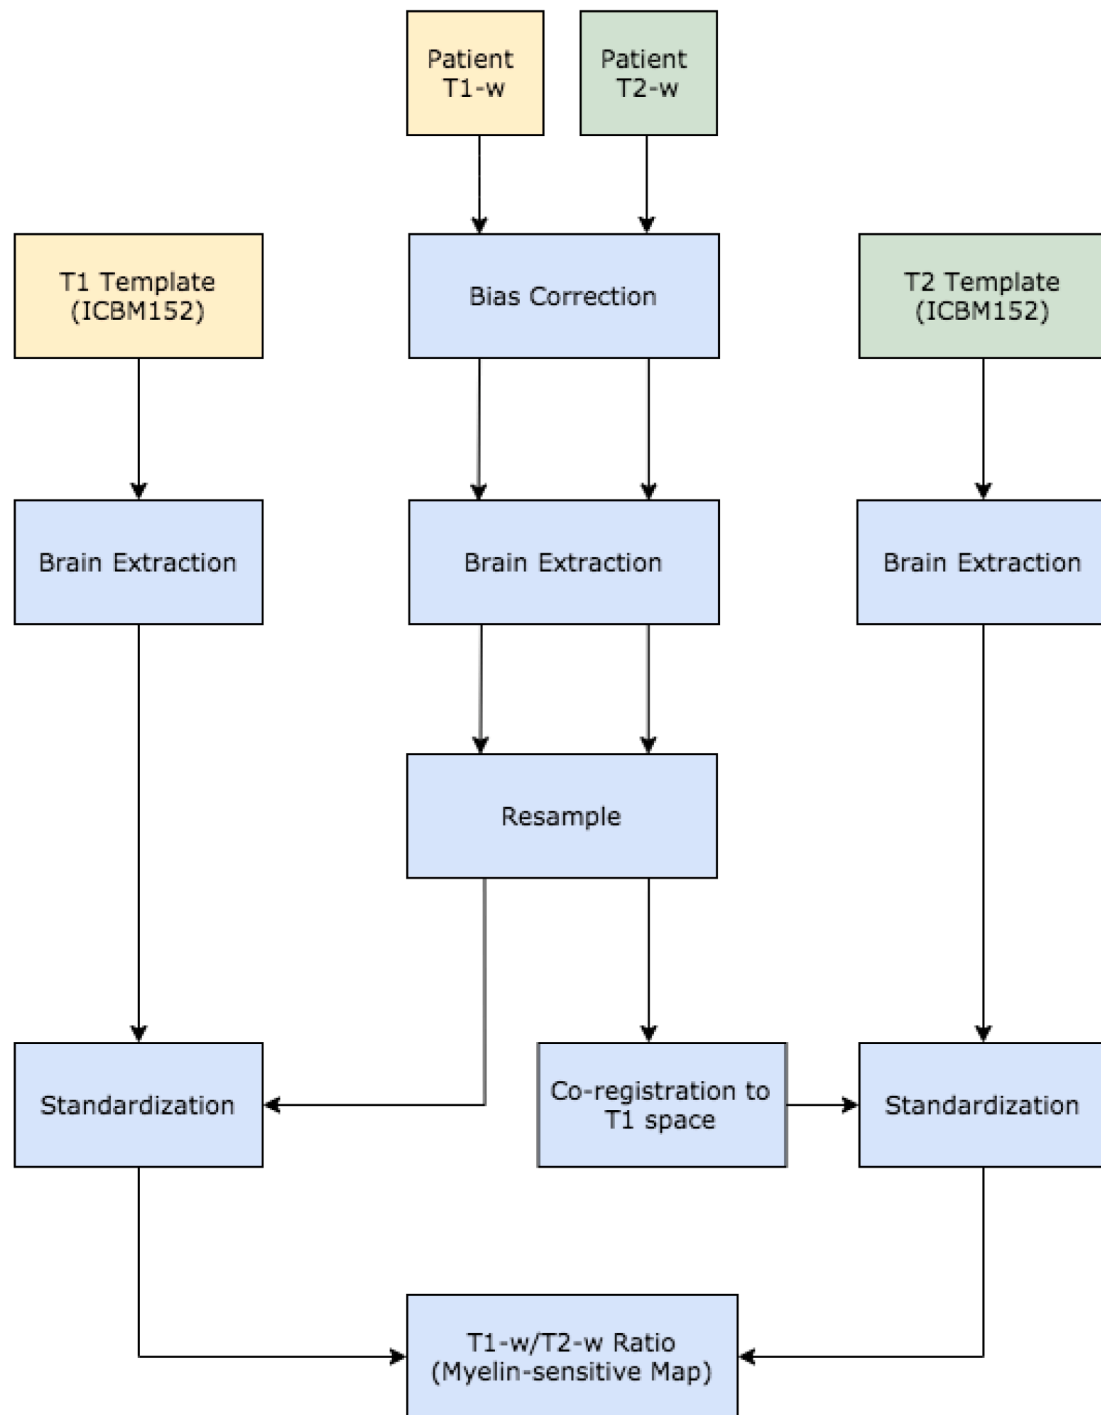 Patient
T1-w
Patient
T2-w
T1 Template
(ICBM152)
Bias Correction
T2 Template
(ICBM152)
Brain Extraction
Brain Extraction
Brain Extraction
Resample
Standardization
Co-registration to
T1 space
Standardization
T1-w/T2-w Ratio
(Myelin-sensitive Map)